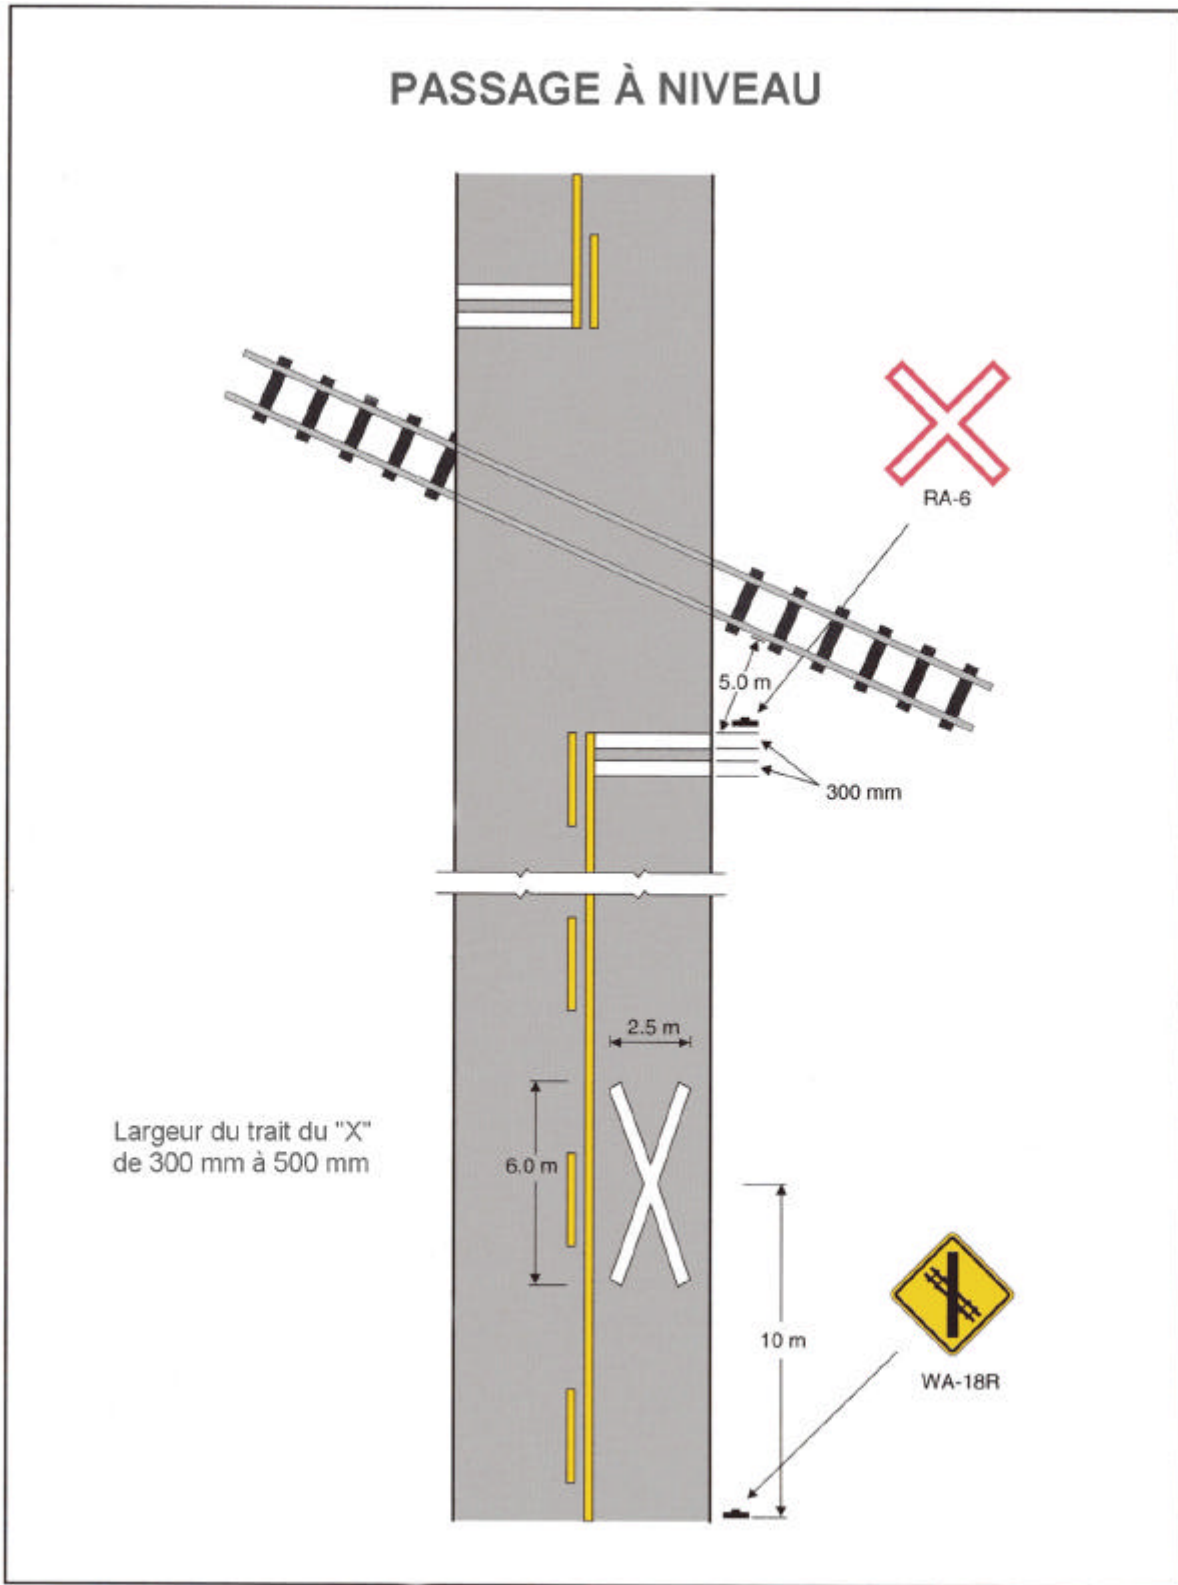 PASSAGE À NIVEAU
RA-6
5.0 m
300 mm
2.5 m
Largeur du trait du "X"
de 300 mm à 500 mm
6.0 m
10 m
WA-18R